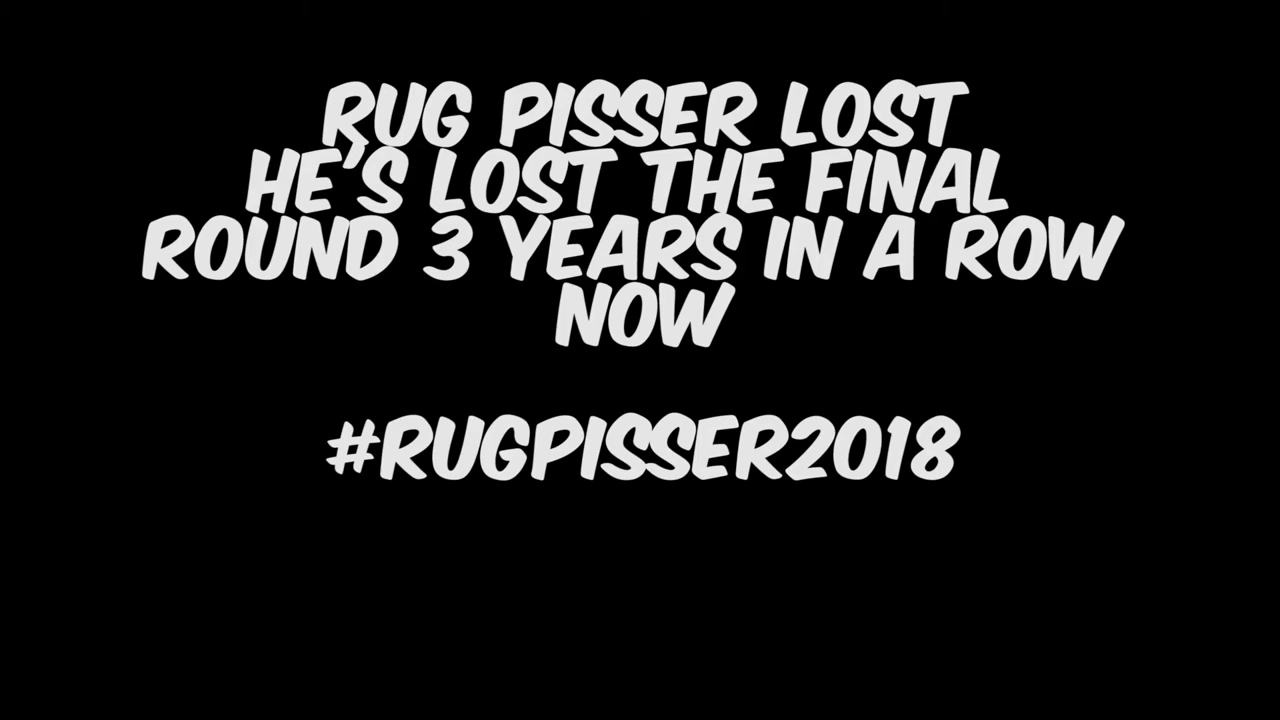 RUG PISSER LOST
HE'S LOST THE FINAL
ROUND 3 YEARS IN A ROW
NOW
#RUGPISSER2018